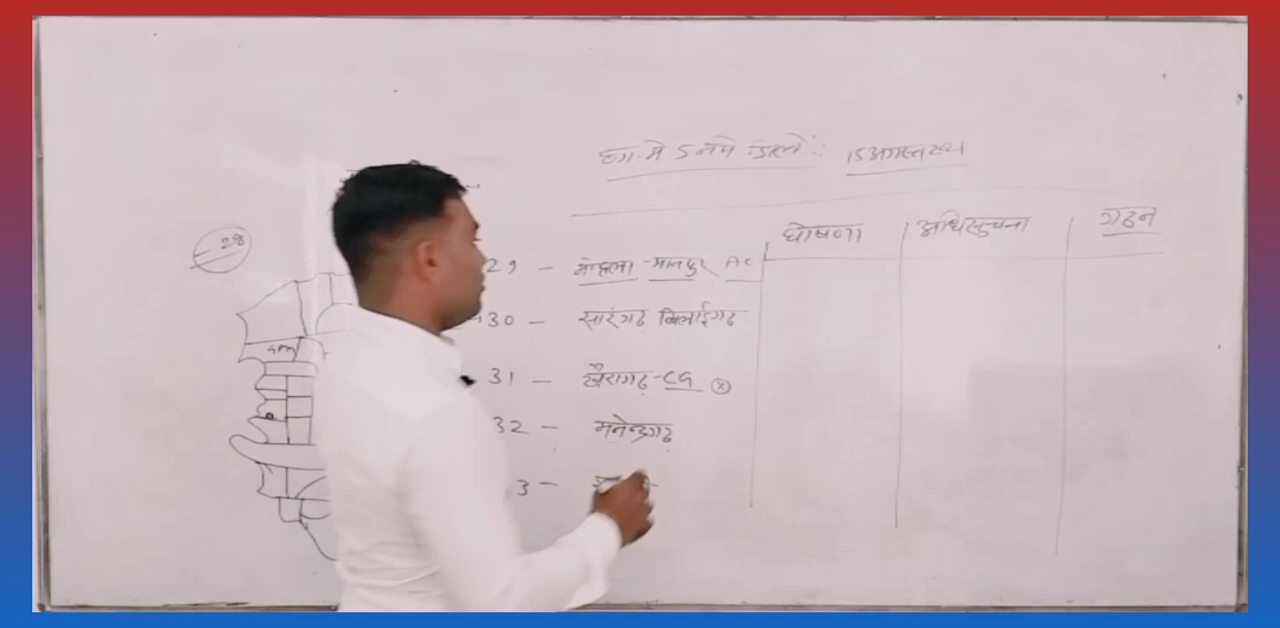 छग. मे 5 नये जिले :: 15 अगस्त
घोषणा अधिसुचना गठन
28
29 - मोहला - मानपुर AC
30 - सारंगढ़ बिलाईगढ़
31 - खैरागढ़ - CG ⓧ
32 - मनेन्द्रगढ़
3 -